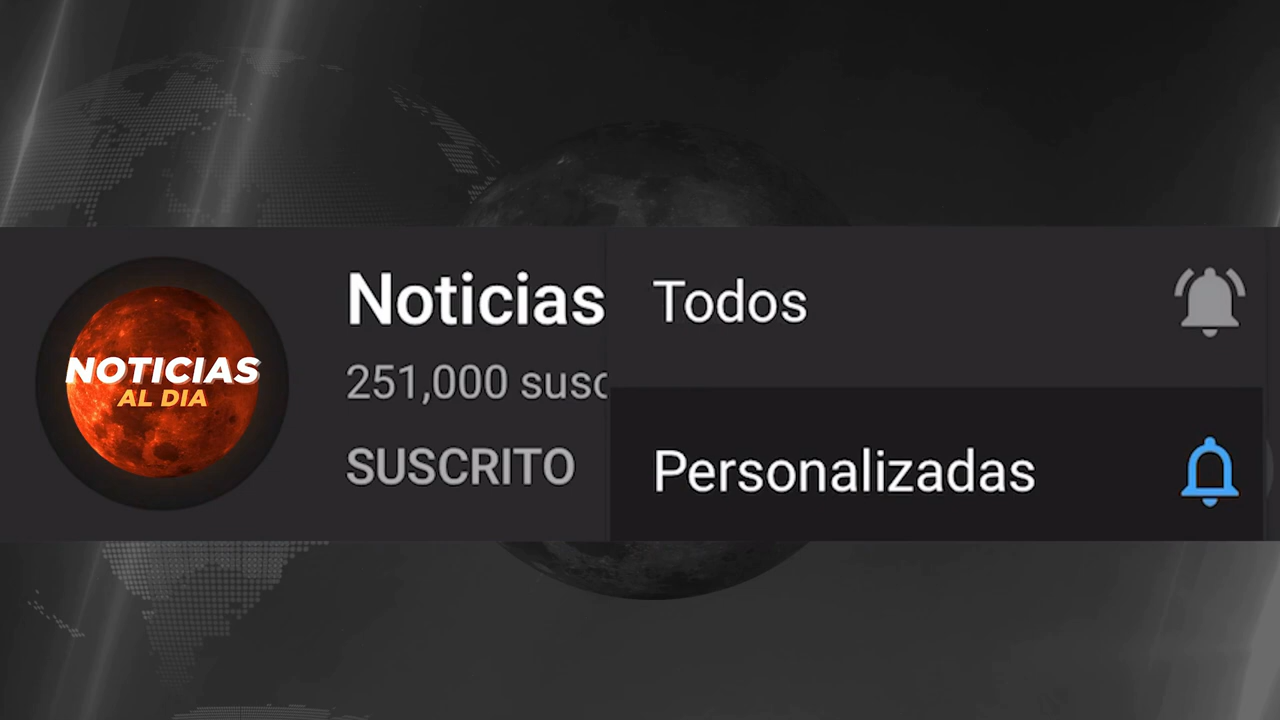 NOTICIAS
AL DIA
Noticias
251,000 susc
SUSCRITO
Todos
Personalizadas